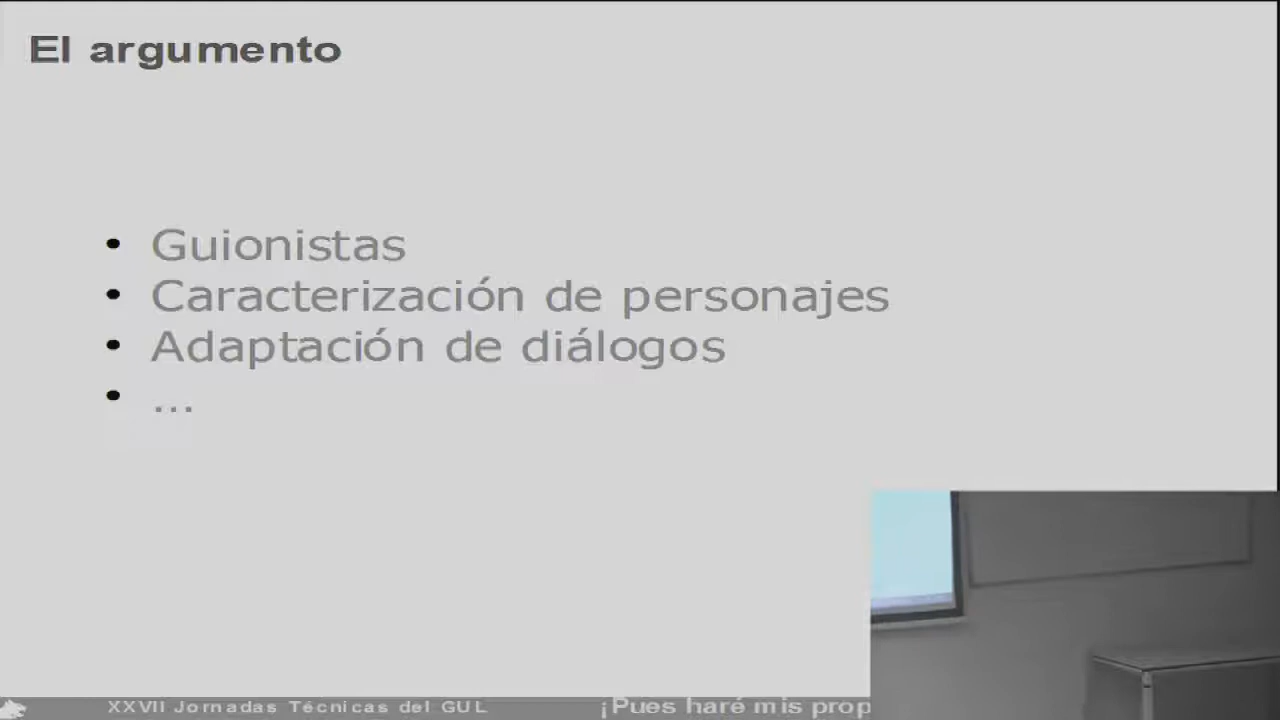 El argumento
• Guionistas
• Caracterización de personajes
• Adaptación de diálogos
• ...
XXVII Jornadas Técnicas del GUL
¡Pues haré mis prop